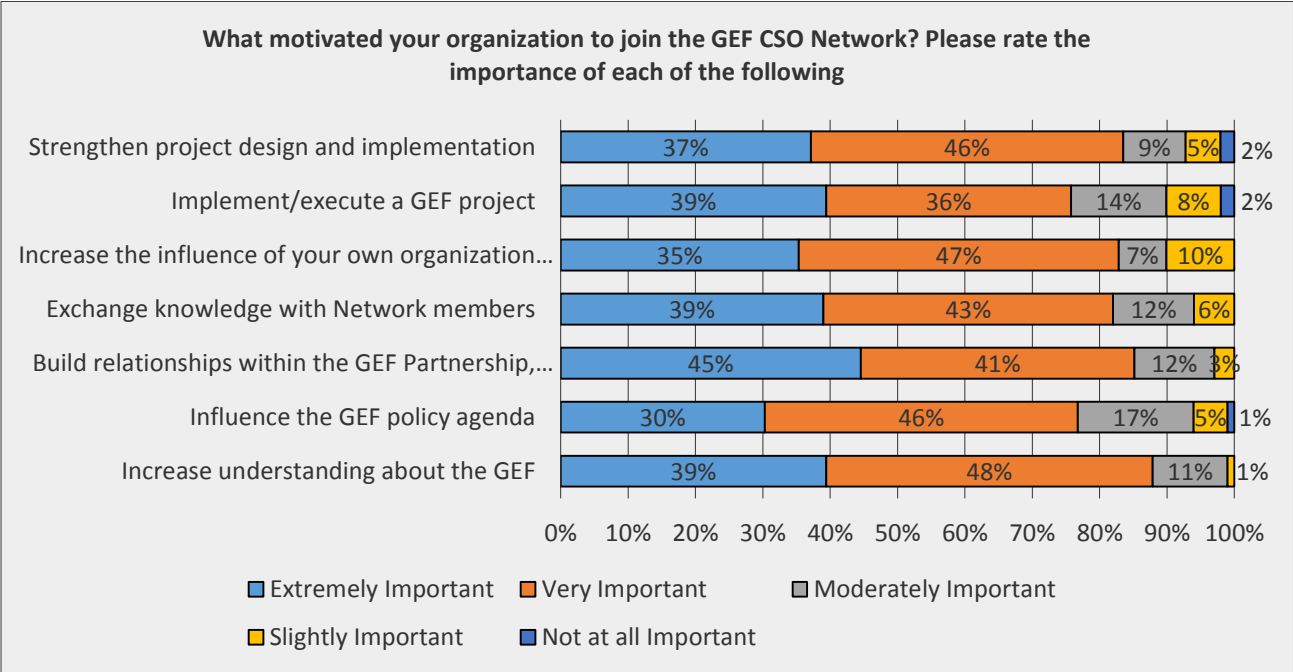 What motivated your organization to join the GEF CSO Network? Please rate the
importance of each of the following
Strengthen project design and implementation 37% 46% 9% 5% 2%
Implement/execute a GEF project 39% 36% 14% 8% 2%
Increase the influence of your own organization... 35% 47% 7% 10%
Exchange knowledge with Network members 39% 43% 12% 6%
Build relationships within the GEF Partnership,... 45% 41% 12% 3%
Influence the GEF policy agenda 30% 46% 17% 5% 1%
Increase understanding about the GEF 39% 48% 11% 1%
0% 10% 20% 30% 40% 50% 60% 70% 80% 90% 100%
Extremely Important Very Important Moderately Important
Slightly Important Not at all Important